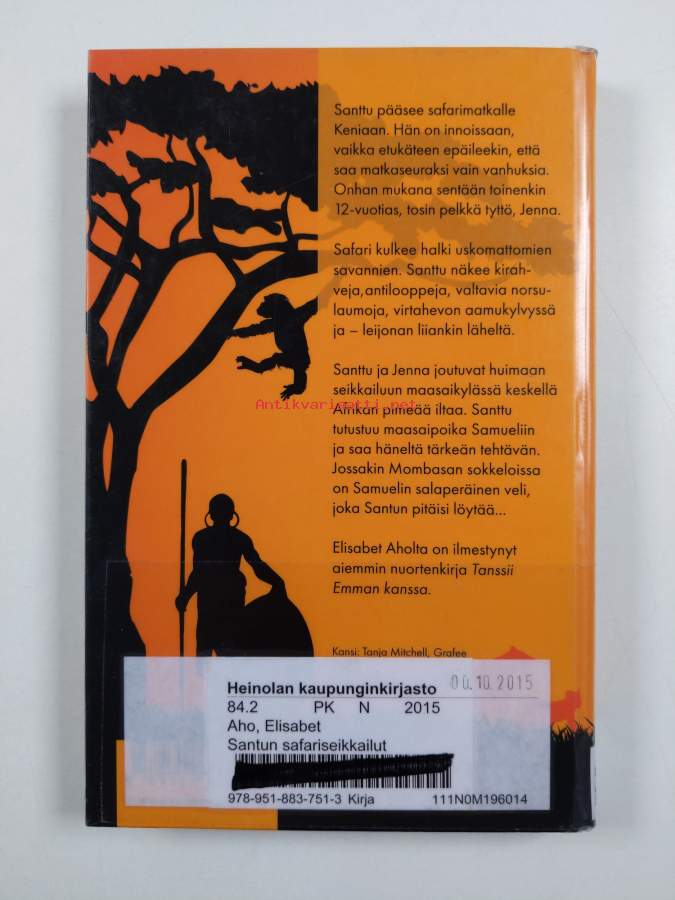 Santtu pääsee safarimatkalle
Keniaan. Hän on innoissaan,
vaikka etukäteen epäileekin, että
saa matkaseuraksi vain vanhuksia.
Onhan mukana sentään toinenkin
12-vuotias, tosin pelkkä tyttö, Jenna.
Safari kulkee halki uskomattomien
savannien. Santtu näkee kirah-
veja,antilooppeja, valtavia norsu-
laumoja, virtahevon aamukylvyssä
ja – leijonan liiankin läheltä.
Santtu ja Jenna joutuvat huimaan
seikkailuun maasaikylässä keskellä
Antikvariaatti.net
Afrikan pimeää iltaa. Santtu
tutustuu maasaipoika Samueliin
ja saa häneltä tärkeän tehtävän.
Jossakin Mombasan sokkeloissa
on Samuelin salaperäinen veli,
joka Santun pitäisi löytää...
Elisabet Aholta on ilmestynyt
aiemmin nuortenkirja Tanssii
Emman kanssa.
Kansi: Tanja Mitchell, Grafee
Heinolan kaupunginkirjasto
10.2015
84.2 PK N 2015
Aho, Elisabet
Santun safariseikkailut
978-951-883-751-3 Kirja 111N0M196014